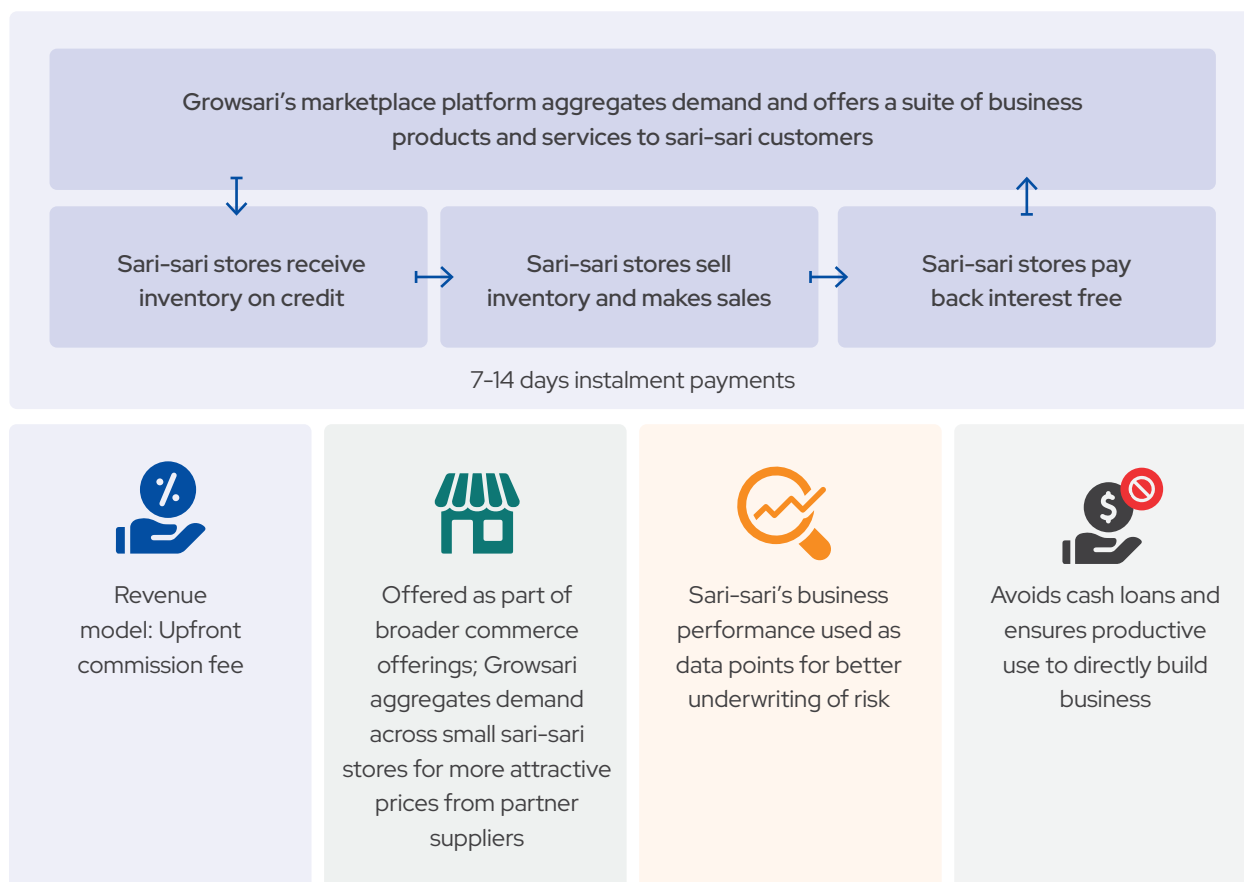 Growsari’s marketplace platform aggregates demand and offers a suite of business
products and services to sari-sari customers
Sari-sari stores receive
inventory on credit
Sari-sari stores sell
inventory and makes sales
Sari-sari stores pay
back interest free
7-14 days instalment payments
Revenue
model: Upfront
commission fee
Offered as part of
broader commerce
offerings; Growsari
aggregates demand
across small sari-sari
stores for more attractive
prices from partner
suppliers
Sari-sari’s business
performance used as
data points for better
underwriting of risk
Avoids cash loans and
ensures productive
use to directly build
business